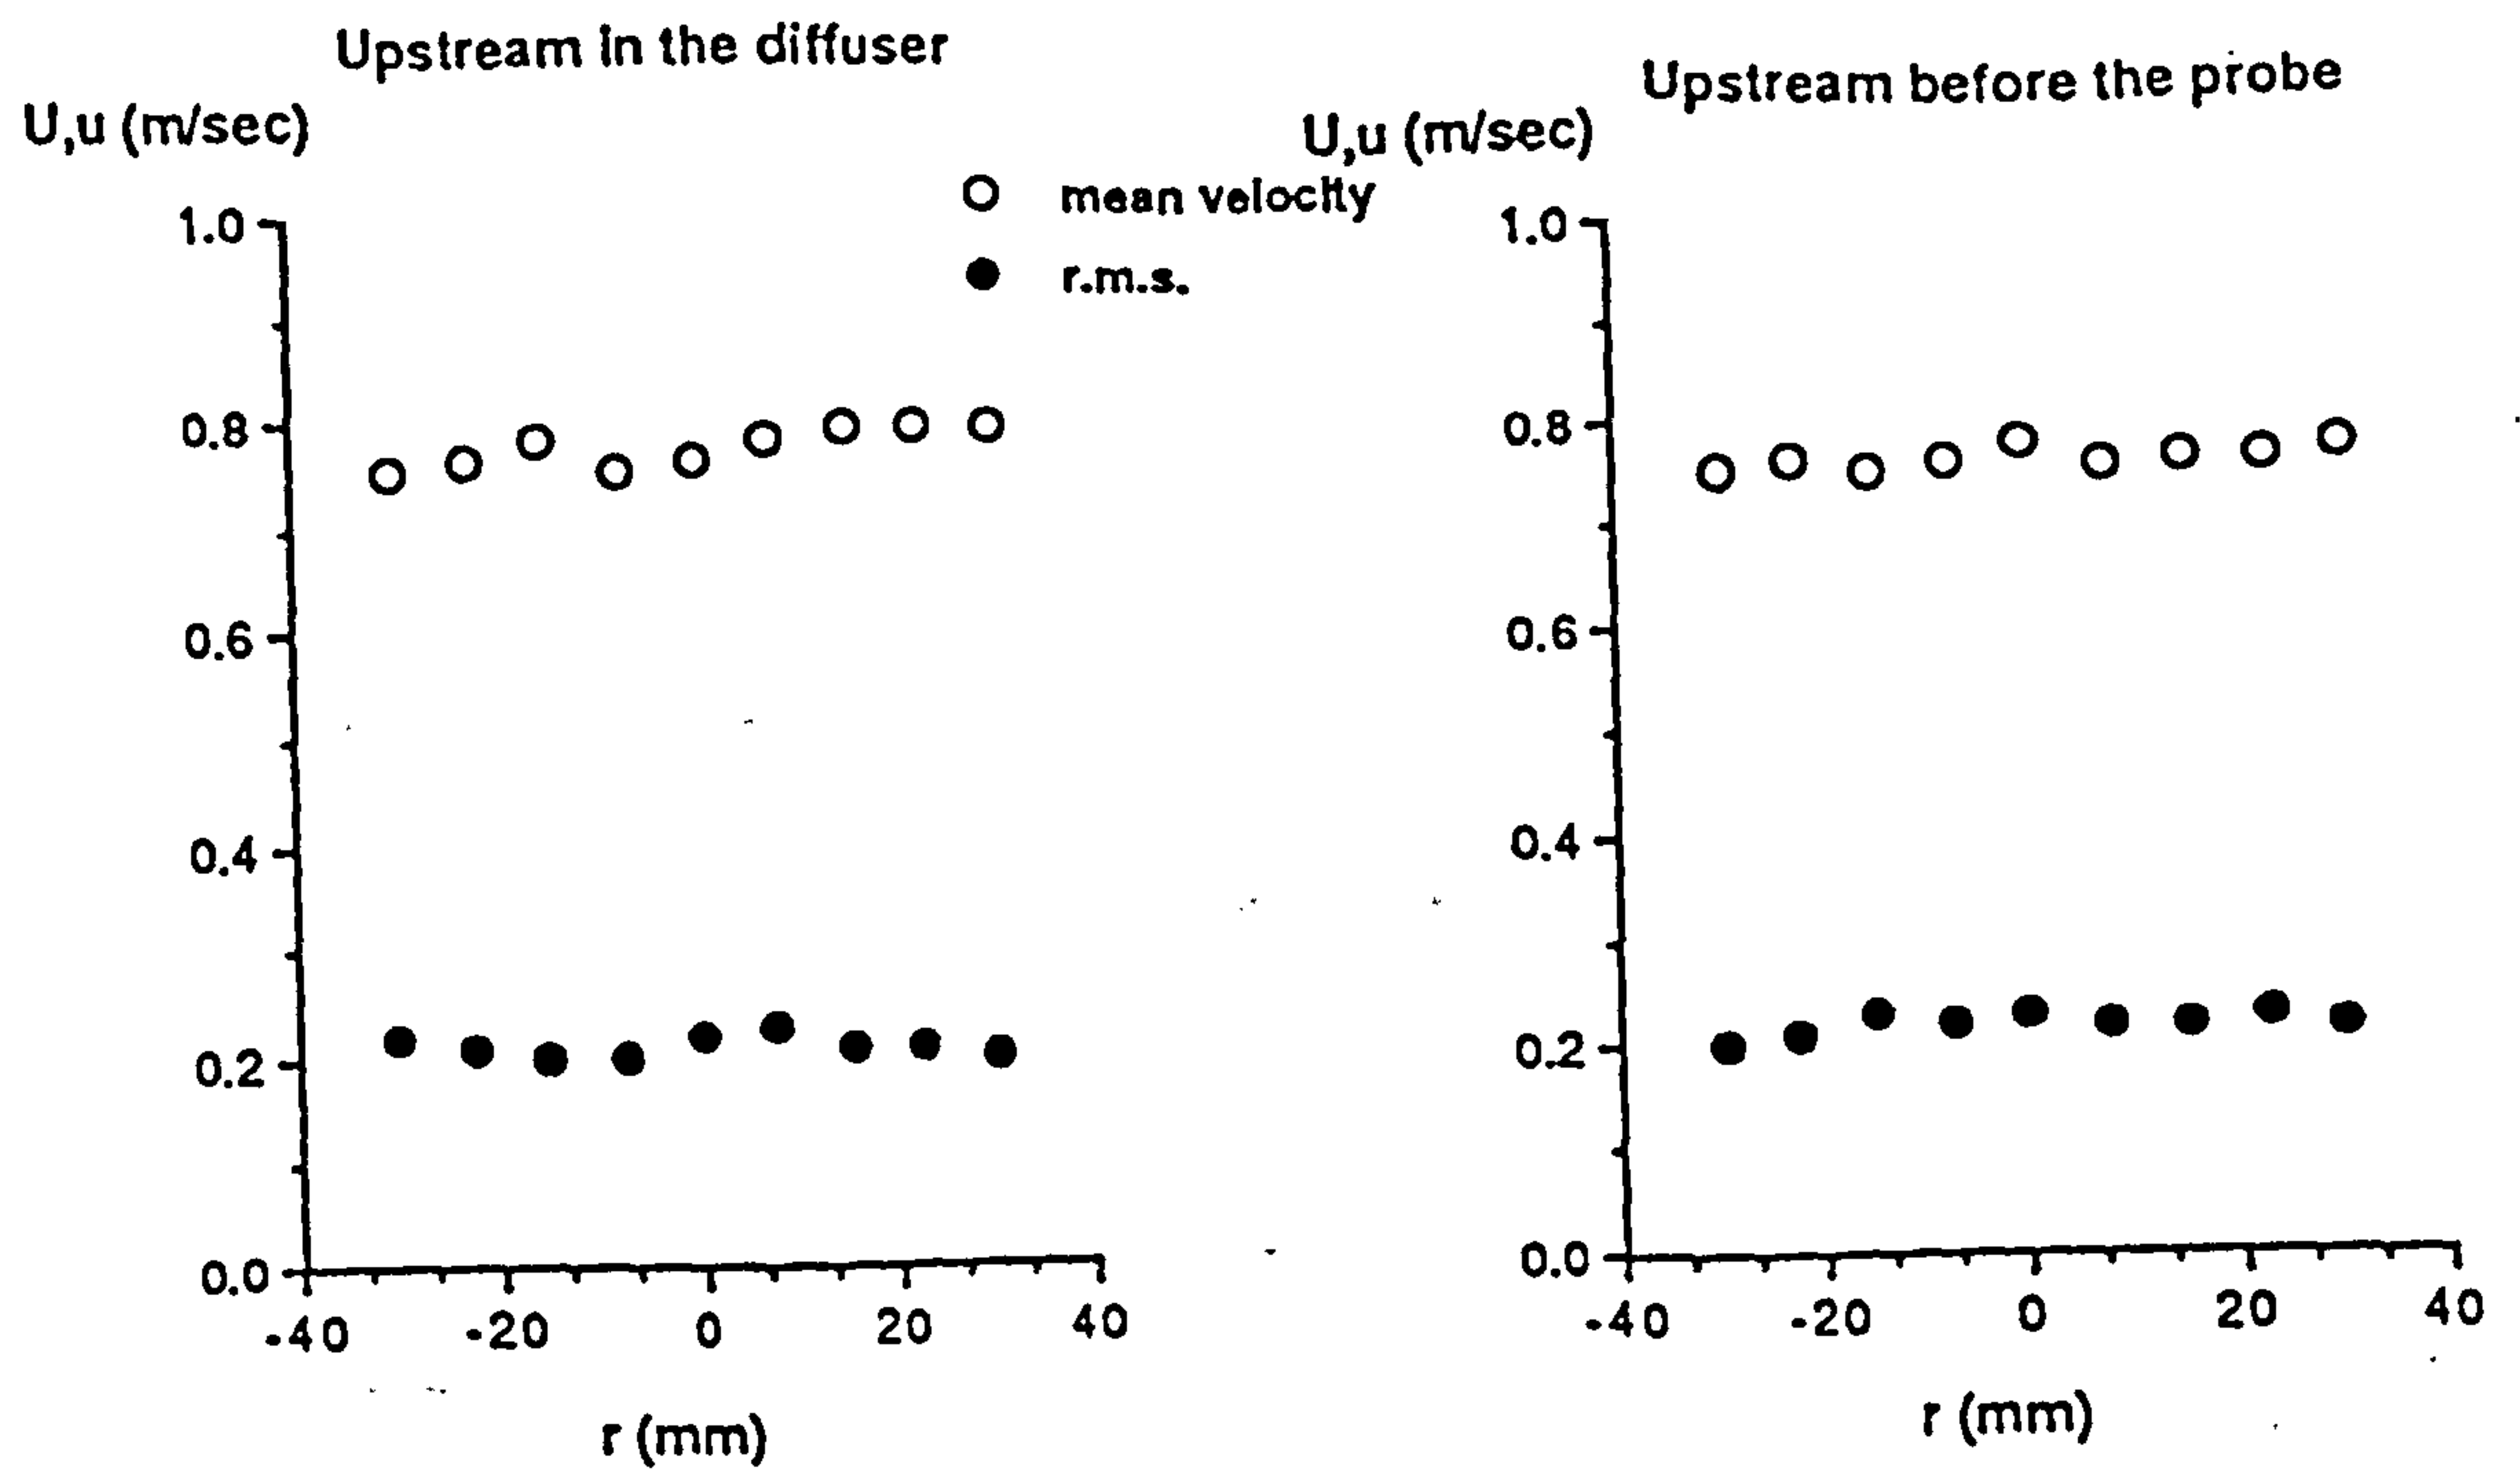 Upstream in the diffuser
U,u (m/sec)
mean velocity
r.m.s.
1.0
0.8
0.6
0.4
0.2
0.0
-40 -20 0 20 40
r (mm)
Upstream before the probe
U,u (m/sec)
1.0
0.8
0.6
0.4
0.2
0.0
-40 -20 0 20 40
r (mm)